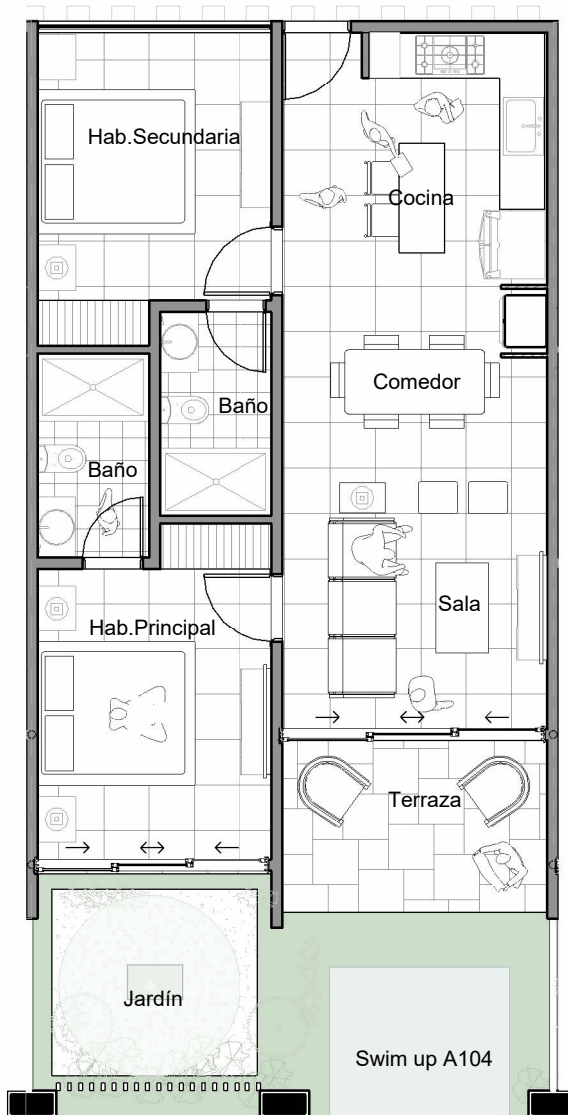 Hab.Secundaria
Cocina
Comedor
Baño
Baño
Sala
Hab.Principal
Terraza
Jardín
Swim up A104